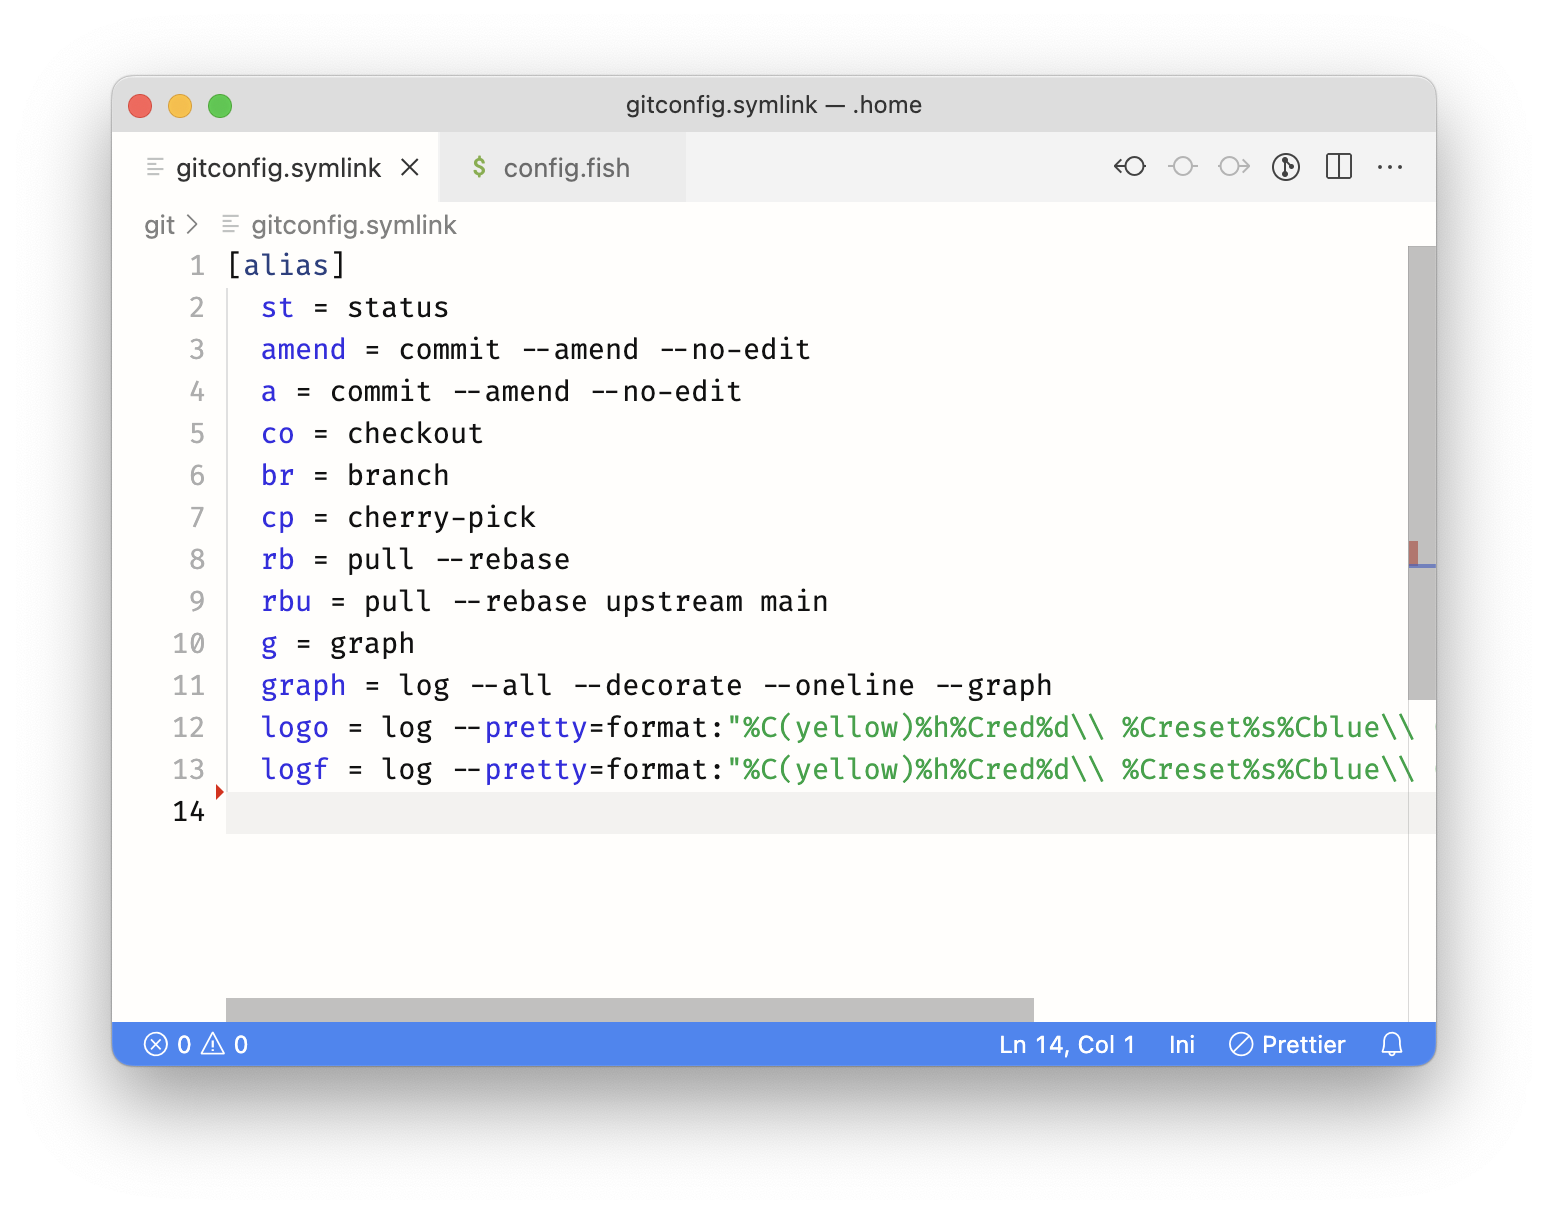 gitconfig.symlink — .home
gitconfig.symlink
$ config.fish
git > gitconfig.symlink
1 [alias]
2 st = status
3 amend = commit --amend --no-edit
4 a = commit --amend --no-edit
5 co = checkout
6 br = branch
7 cp = cherry-pick
8 rb = pull --rebase
9 rbu = pull --rebase upstream main
10 g = graph
11 graph = log --all --decorate --oneline --graph
12 logo = log --pretty=format:"%C(yellow)%h%Cred%d\\ %Creset%s%Cblue\\
13 logf = log --pretty=format:"%C(yellow)%h%Cred%d\\ %Creset%s%Cblue\\
14
0 0 Ln 14, Col 1 Ini Prettier